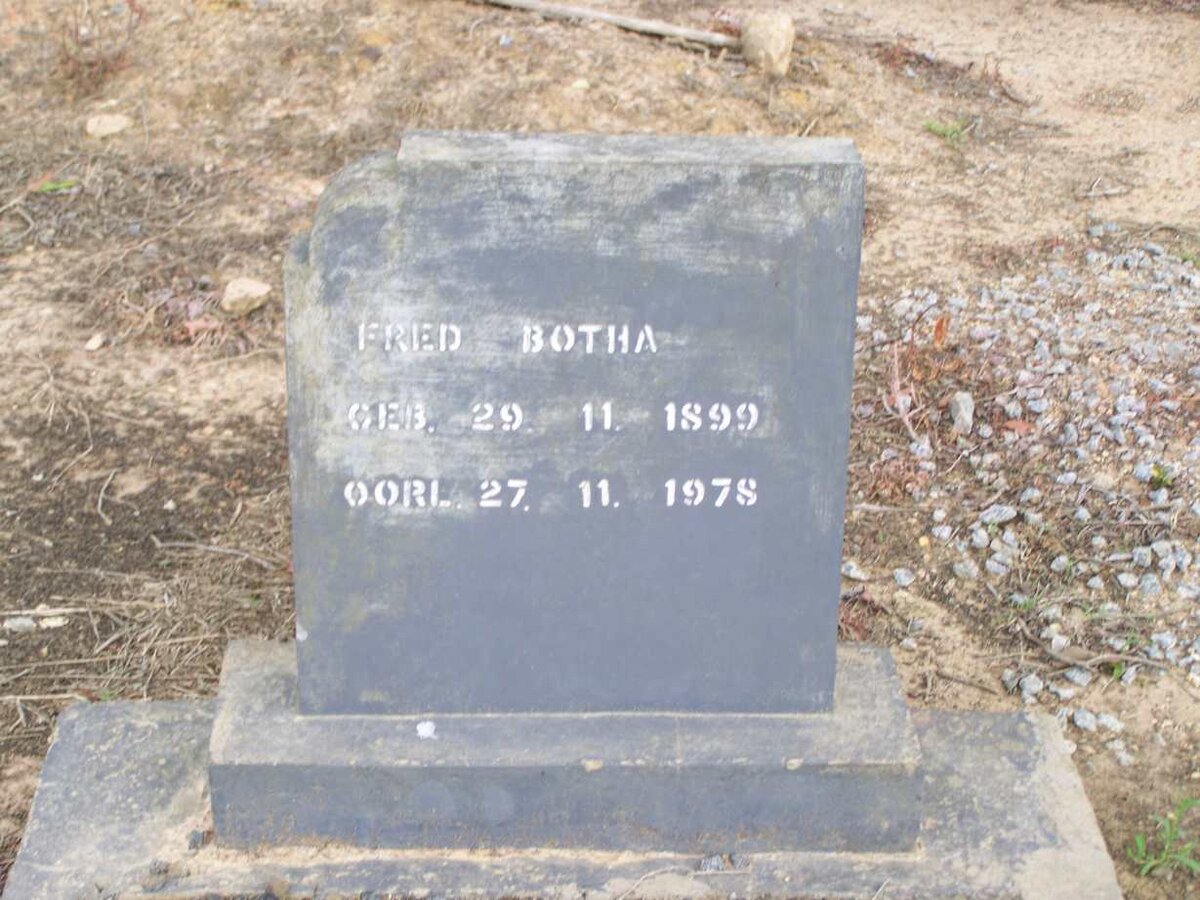 FRED BOTHA
GEB. 29. 11. 1899
OORL. 27. 11. 1978